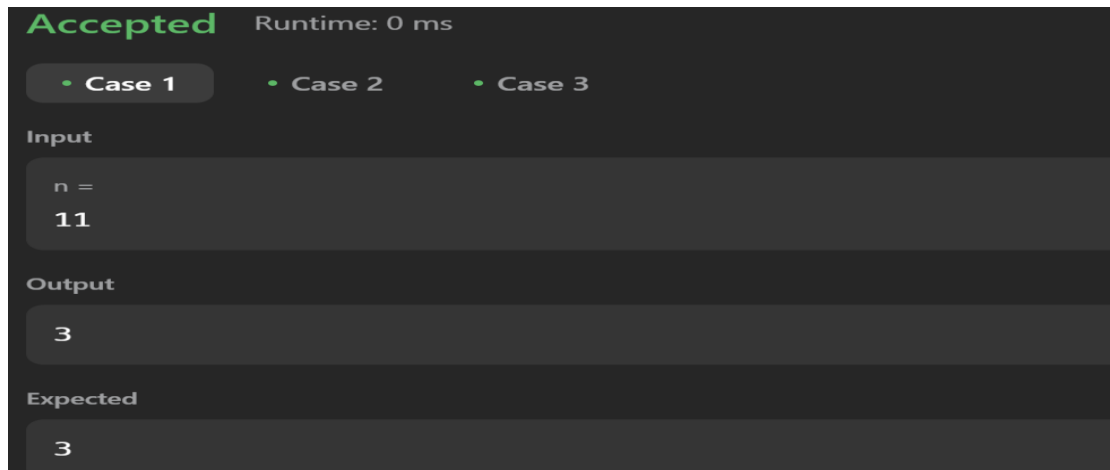 Accepted Runtime: 0 ms
• Case 1 • Case 2 • Case 3
Input
n =
11
Output
3
Expected
3